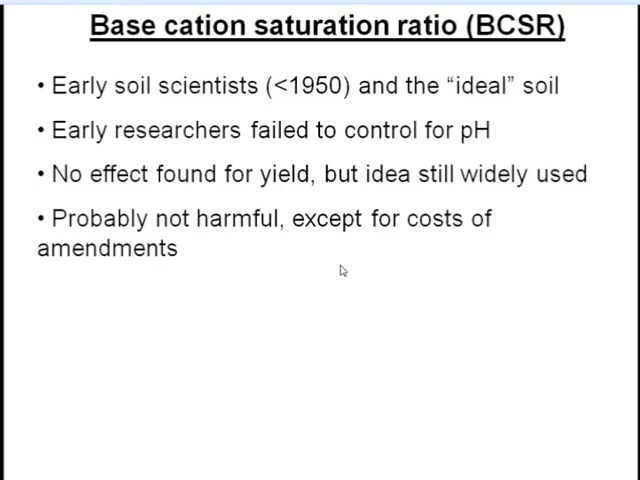 Base cation saturation ratio (BCSR)
• Early soil scientists (<1950) and the “ideal” soil
• Early researchers failed to control for pH
• No effect found for yield, but idea still widely used
• Probably not harmful, except for costs of
amendments